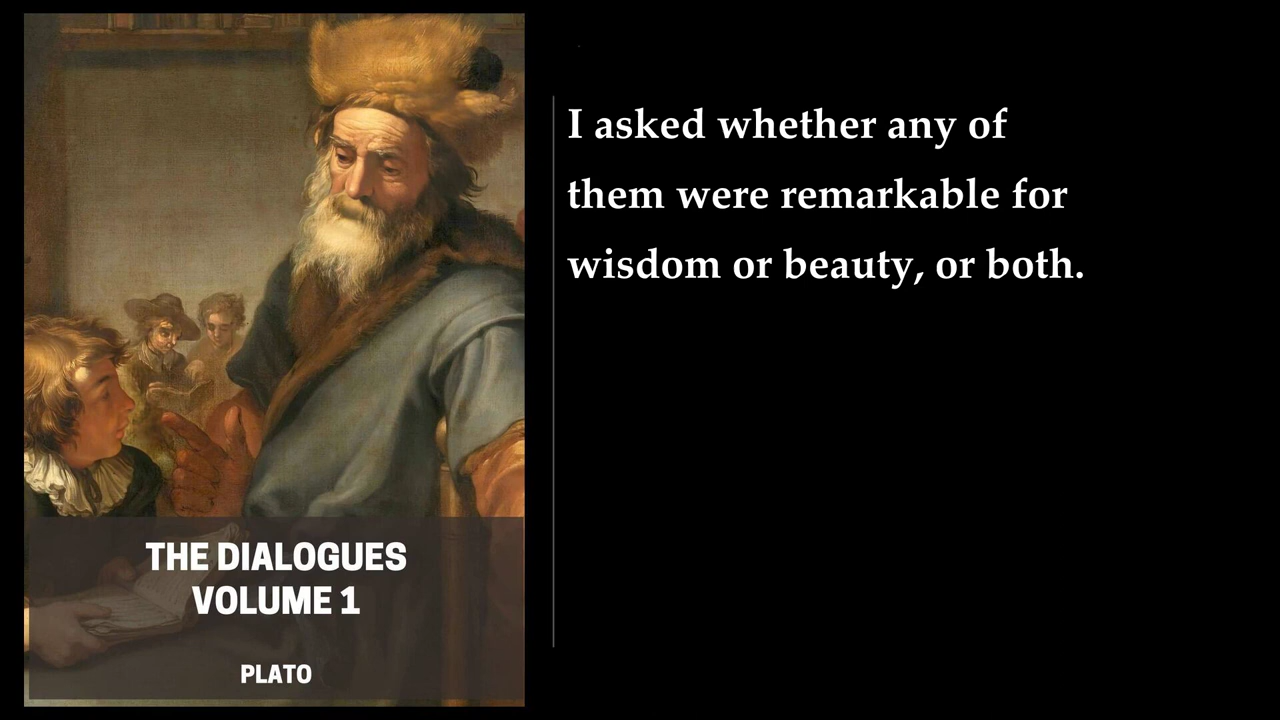 I asked whether any of
them were remarkable for
wisdom or beauty, or both.
THE DIALOGUES
VOLUME 1
PLATO